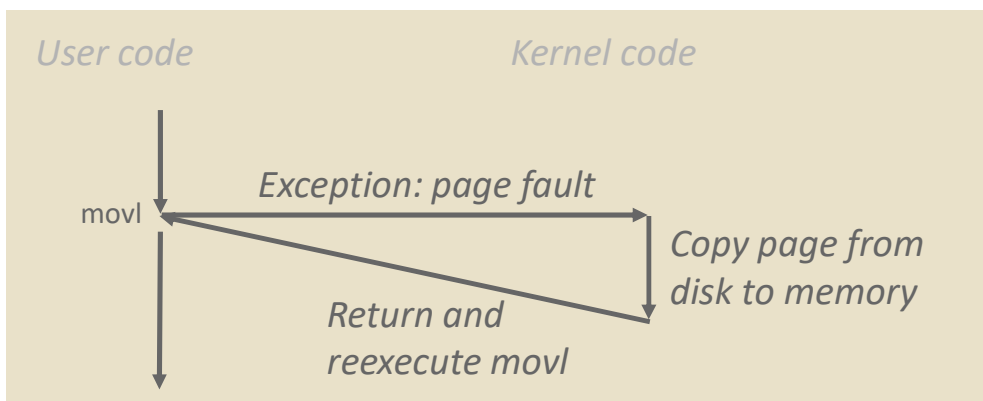 User code
Kernel code
Exception: page fault
movl
Copy page from
disk to memory
Return and
reexecute movl